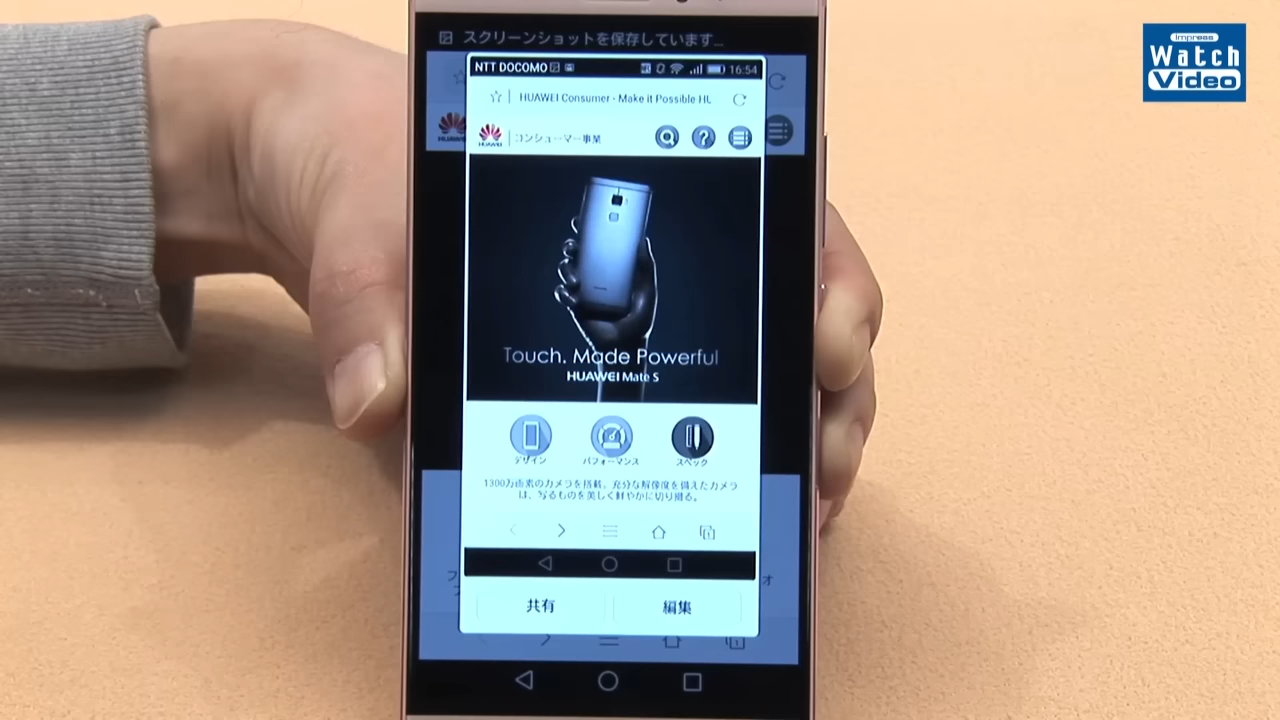 impress
Watch
Video
スクリーンショットを保存しています...
NTT DOCOMO
16:54
HUAWEI Consumer - Make it Possible HU
HUAWEI
HUAWEI
コンシューマー事業
Touch. Made Powerful
HUAWEI Mate S
デザイン
パフォーマンス
スペック
1300万画素のカメラを搭載。充分な解像度を備えたカメラ
は、写るものを美しく鮮やかに切り撮る。
共有
編集